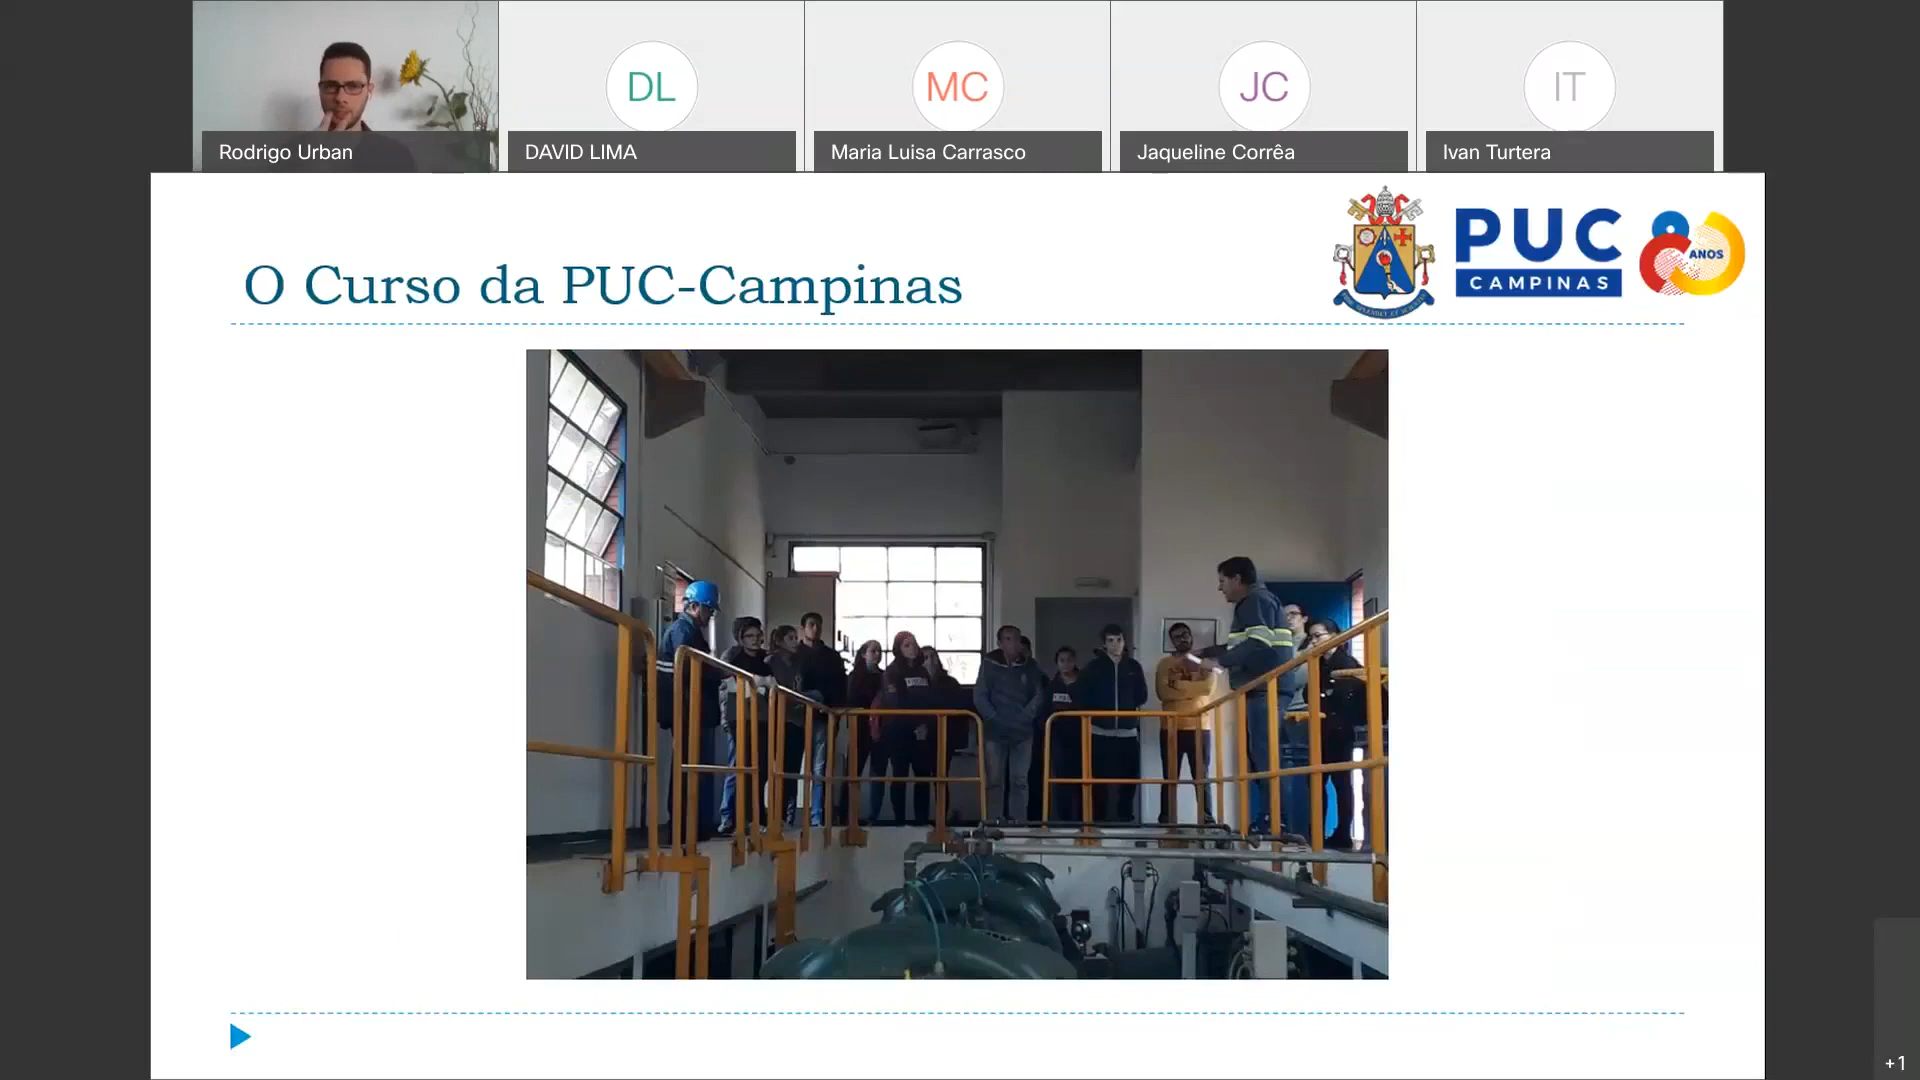 DL
MC
JC
IT
Rodrigo Urban
DAVID LIMA
Maria Luisa Carrasco
Jaqueline Corrêa
Ivan Turtera
O Curso da PUC-Campinas
PUC
CAMPINAS
80
ANOS
+1